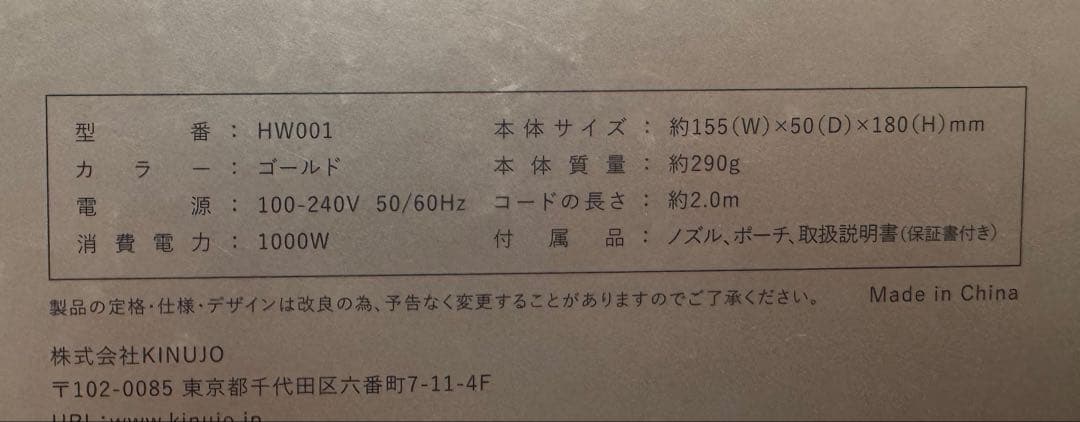 型番：HW001
カラー：ゴールド
電源：100-240V 50/60Hz
消費電力：1000W
本体サイズ：約155(W)×50(D)×180(H)mm
本体質量：約290g
コードの長さ：約2.0m
付属品：ノズル、ポーチ、取扱説明書(保証書付き)
製品の定格・仕様・デザインは改良の為、予告なく変更することがありますのでご了承ください。
Made in China
株式会社KINUJO
〒102-0085 東京都千代田区六番町7-11-4F
URL:www.kinujo.jp